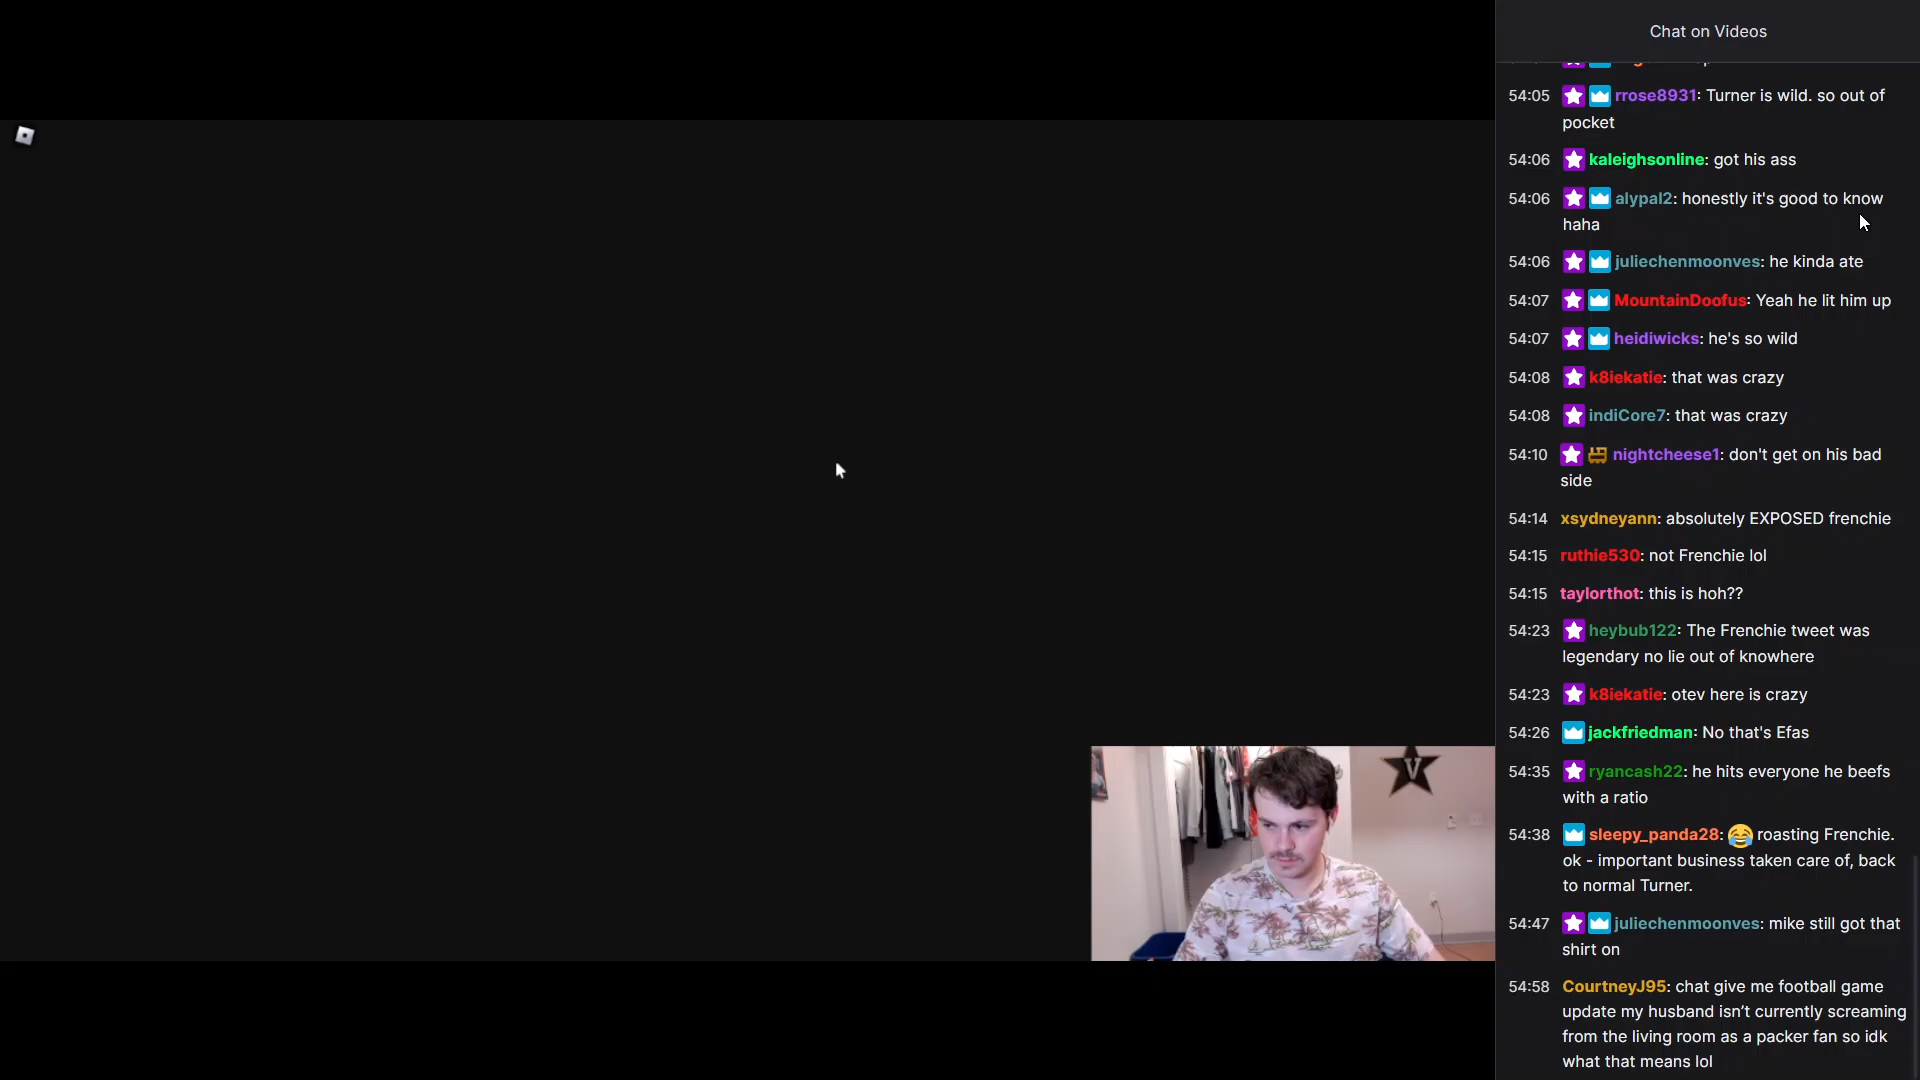 Chat on Videos
54:05 rrose8931: Turner is wild. so out of
pocket
54:06 kaleighsonline: got his ass
54:06 alypal2: honestly it's good to know
haha
54:06 juliechenmoonves: he kinda ate
54:07 MountainDoofus: Yeah he lit him up
54:07 heidiwicks: he's so wild
54:08 k8iekatie: that was crazy
54:08 indiCore7: that was crazy
54:10 nightcheese1: don't get on his bad
side
54:14 xsydneyann: absolutely EXPOSED frenchie
54:15 ruthie530: not Frenchie lol
54:15 taylorthot: this is hoh??
54:23 heybub122: The Frenchie tweet was
legendary no lie out of knowhere
54:23 k8iekatie: otev here is crazy
54:26 jackfriedman: No that's Efas
54:35 ryancash22: he hits everyone he beefs
with a ratio
54:38 sleepy_panda28: 😂 roasting Frenchie.
ok - important business taken care of, back
to normal Turner.
54:47 juliechenmoonves: mike still got that
shirt on
54:58 CourtneyJ95: chat give me football game
update my husband isn't currently screaming
from the living room as a packer fan so idk
what that means lol
V